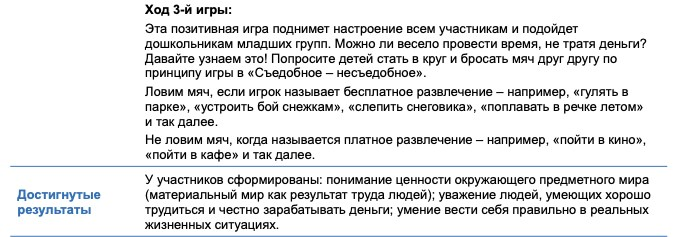 Ход 3-й игры:
Эта позитивная игра поднимет настроение всем участникам и подойдет
дошкольникам младших групп. Можно ли весело провести время, не тратя деньги?
Давайте узнаем это! Попросите детей стать в круг и бросать мяч друг другу по
принципу игры в «Съедобное – несъедобное».
Ловим мяч, если игрок называет бесплатное развлечение – например, «гулять в
парке», «устроить бой снежкам», «слепить снеговика», «поплавать в речке летом»
и так далее.
Не ловим мяч, когда называется платное развлечение – например, «пойти в кино»,
«пойти в кафе» и так далее.
Достигнутые
результаты
У участников сформированы: понимание ценности окружающего предметного мира
(материальный мир как результат труда людей); уважение людей, умеющих хорошо
трудиться и честно зарабатывать деньги; умение вести себя правильно в реальных
жизненных ситуациях.